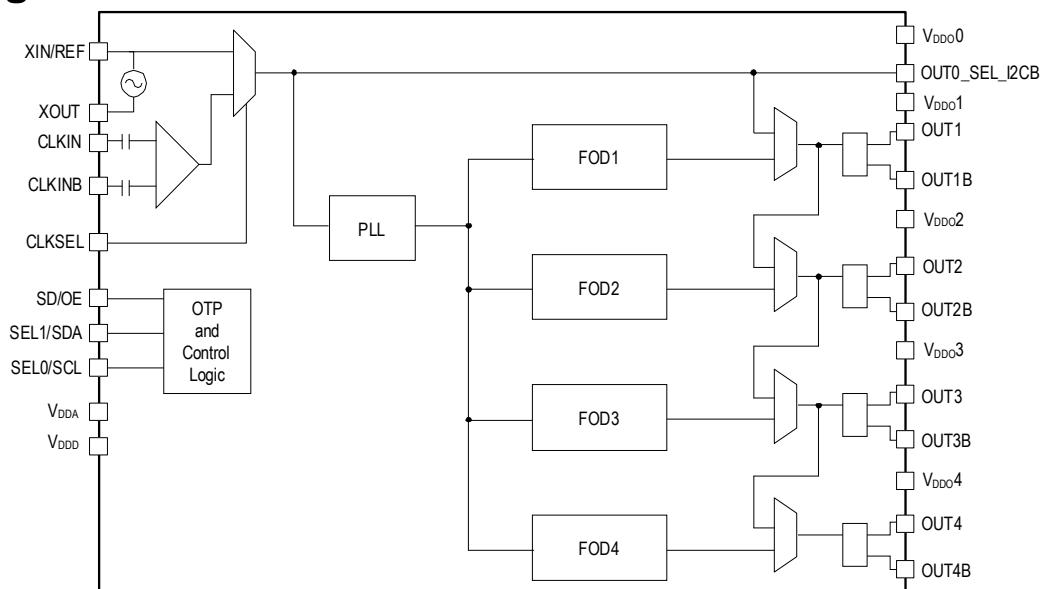 g
XIN/REF
XOUT
CLKIN
CLKINB
CLKSEL
SD/OE
SEL1/SDA
SEL0/SCL
VDDA
VDDD
OTP
and
Control
Logic
PLL
FOD1
FOD2
FOD3
FOD4
VDDO0
OUT0_SEL_I2CB
VDDO1
OUT1
OUT1B
VDDO2
OUT2
OUT2B
VDDO3
OUT3
OUT3B
VDDO4
OUT4
OUT4B